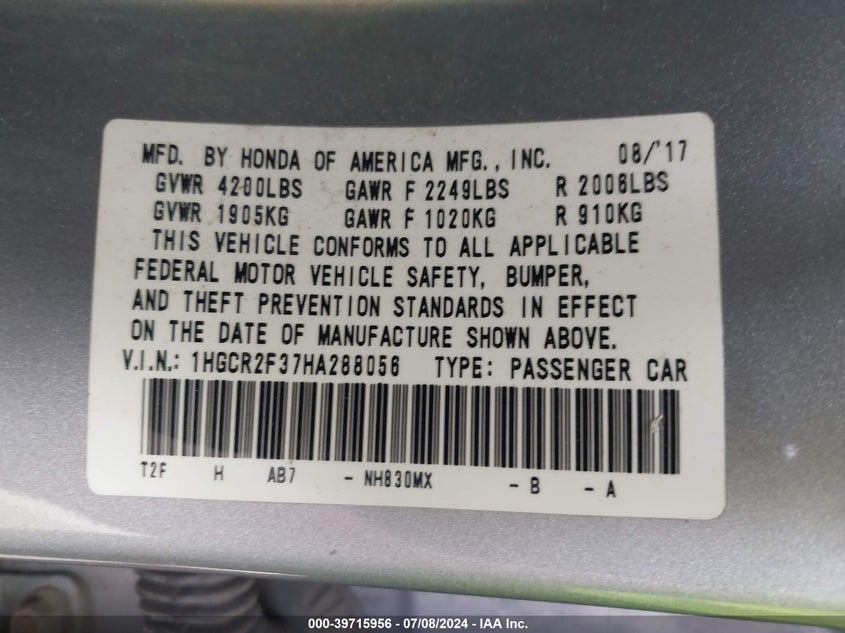 MFD. BY HONDA OF AMERICA MFG., INC. 08/'17
GVWR 4200LBS GAWR F 2249LBS R 2006LBS
GVWR 1905KG GAWR F 1020KG R 910KG
THIS VEHICLE CONFORMS TO ALL APPLICABLE
FEDERAL MOTOR VEHICLE SAFETY, BUMPER,
AND THEFT PREVENTION STANDARDS IN EFFECT
ON THE DATE OF MANUFACTURE SHOWN ABOVE.
V.I.N.: 1HGCR2F37HA288056 TYPE: PASSENGER CAR
T2F H AB7 - NH830MX - B - A
000-39715956 - 07/08/2024 - IAA Inc.